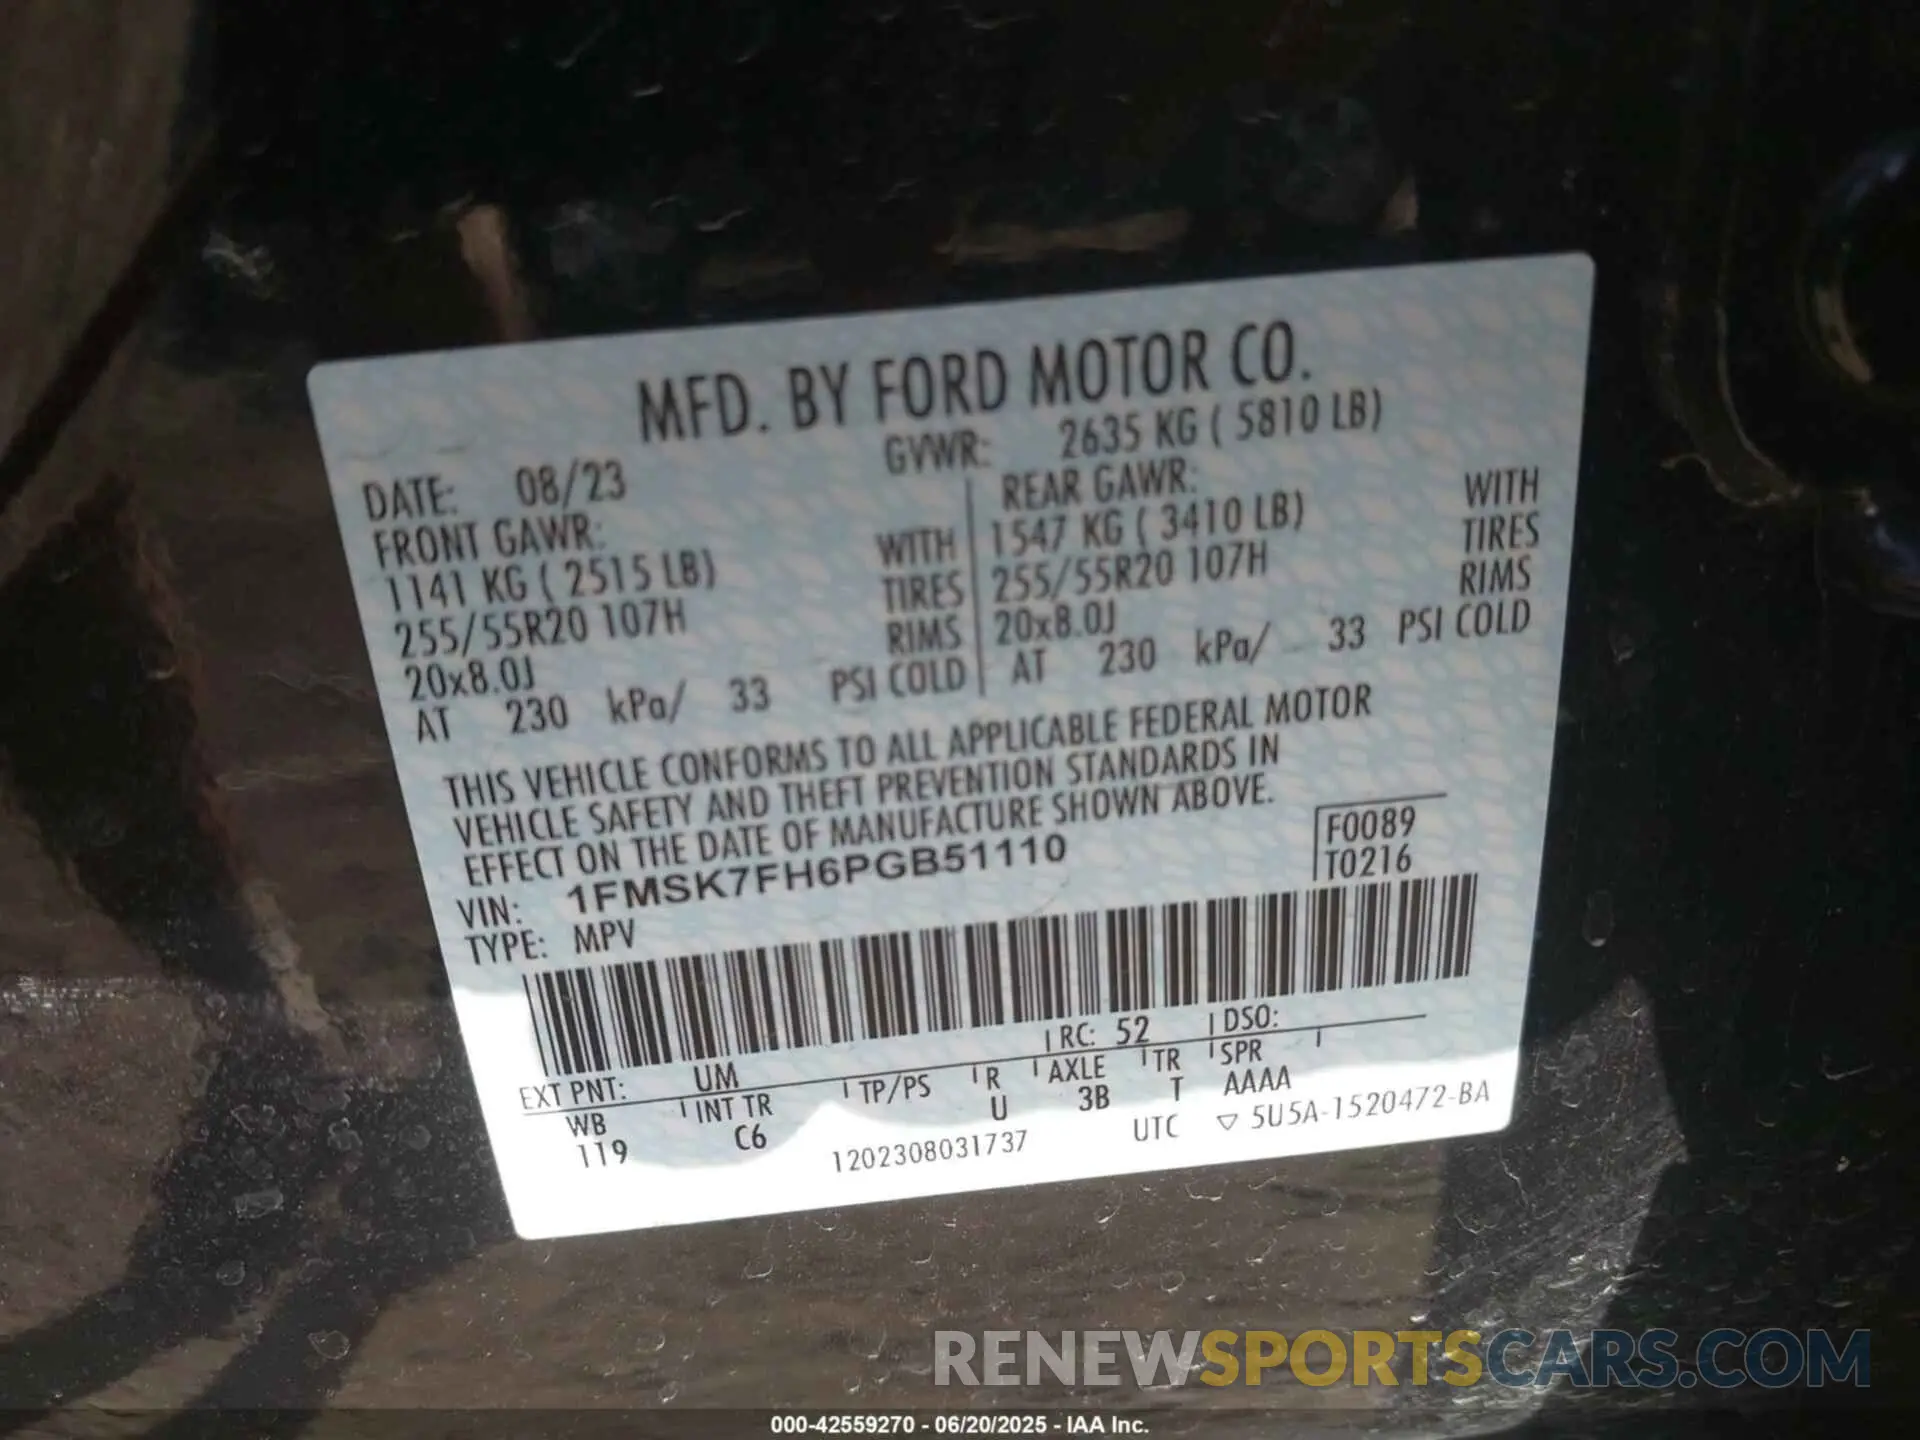 MFD. BY FORD MOTOR CO.
DATE: 08/23 GVWR: 2635 KG ( 5810 LB)
FRONT GAWR: REAR GAWR:
1141 KG ( 2515 LB) WITH 1547 KG ( 3410 LB) WITH
255/55R20 107H TIRES 255/55R20 107H TIRES
20x8.0J RIMS 20x8.0J RIMS
AT 230 kPa/ 33 PSI COLD AT 230 kPa/ 33 PSI COLD
THIS VEHICLE CONFORMS TO ALL APPLICABLE FEDERAL MOTOR
VEHICLE SAFETY AND THEFT PREVENTION STANDARDS IN
EFFECT ON THE DATE OF MANUFACTURE SHOWN ABOVE.
VIN: 1FMSK7FH6PGB51110 F0089
TYPE: MPV T0216
EXT PNT: UM RC: 52 DSO:
WB INT TR TP/PS R AXLE TR SPR
119 C6 U 3B T AAAA
1202308031737 UTC ▽ 5U5A-1520472-BA
RENEWSPORTSCARS.COM
000-42559270 - 06/20/2025 - IAA Inc.